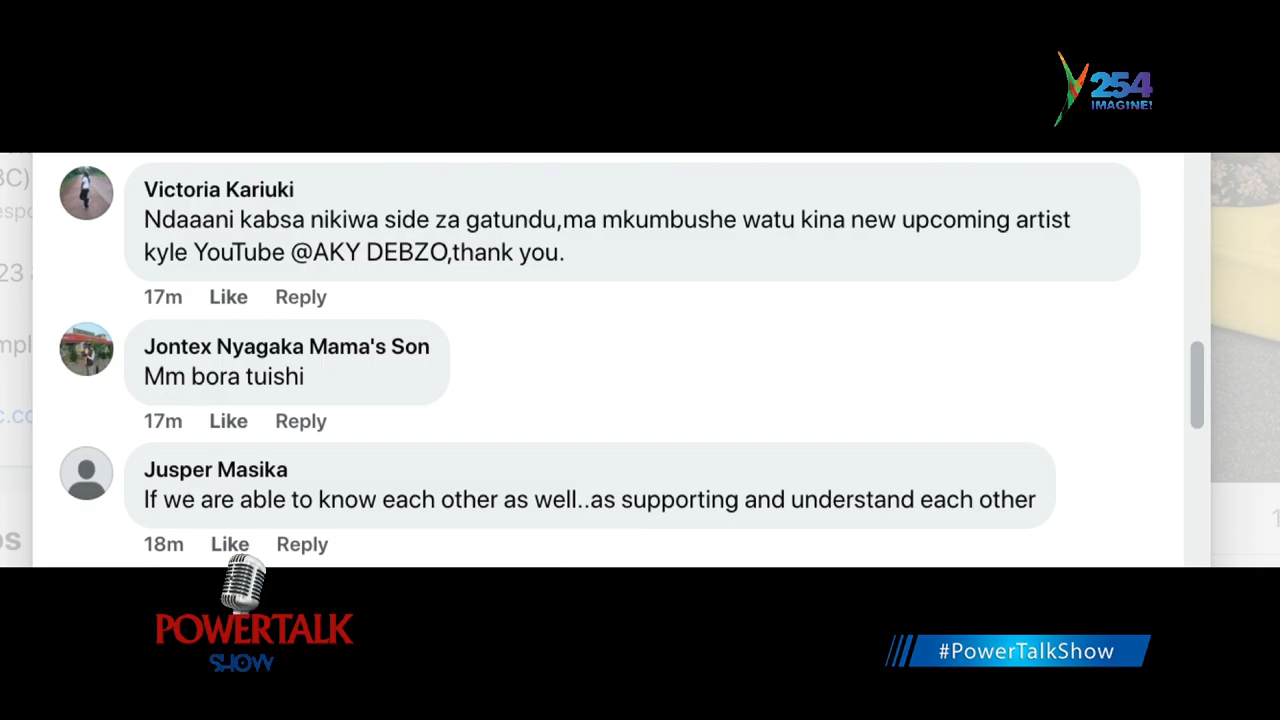 254
IMAGINE!
Victoria Kariuki
Ndaaani kabsa nikiwa side za gatundu,ma mkumbushe watu kina new upcoming artist
kyle YouTube @AKY DEBZO,thank you.
17m Like Reply
Jontex Nyagaka Mama's Son
Mm bora tuishi
17m Like Reply
Jusper Masika
If we are able to know each other as well..as supporting and understand each other
18m Like Reply
POWERTALK
SHOW
#PowerTalkShow